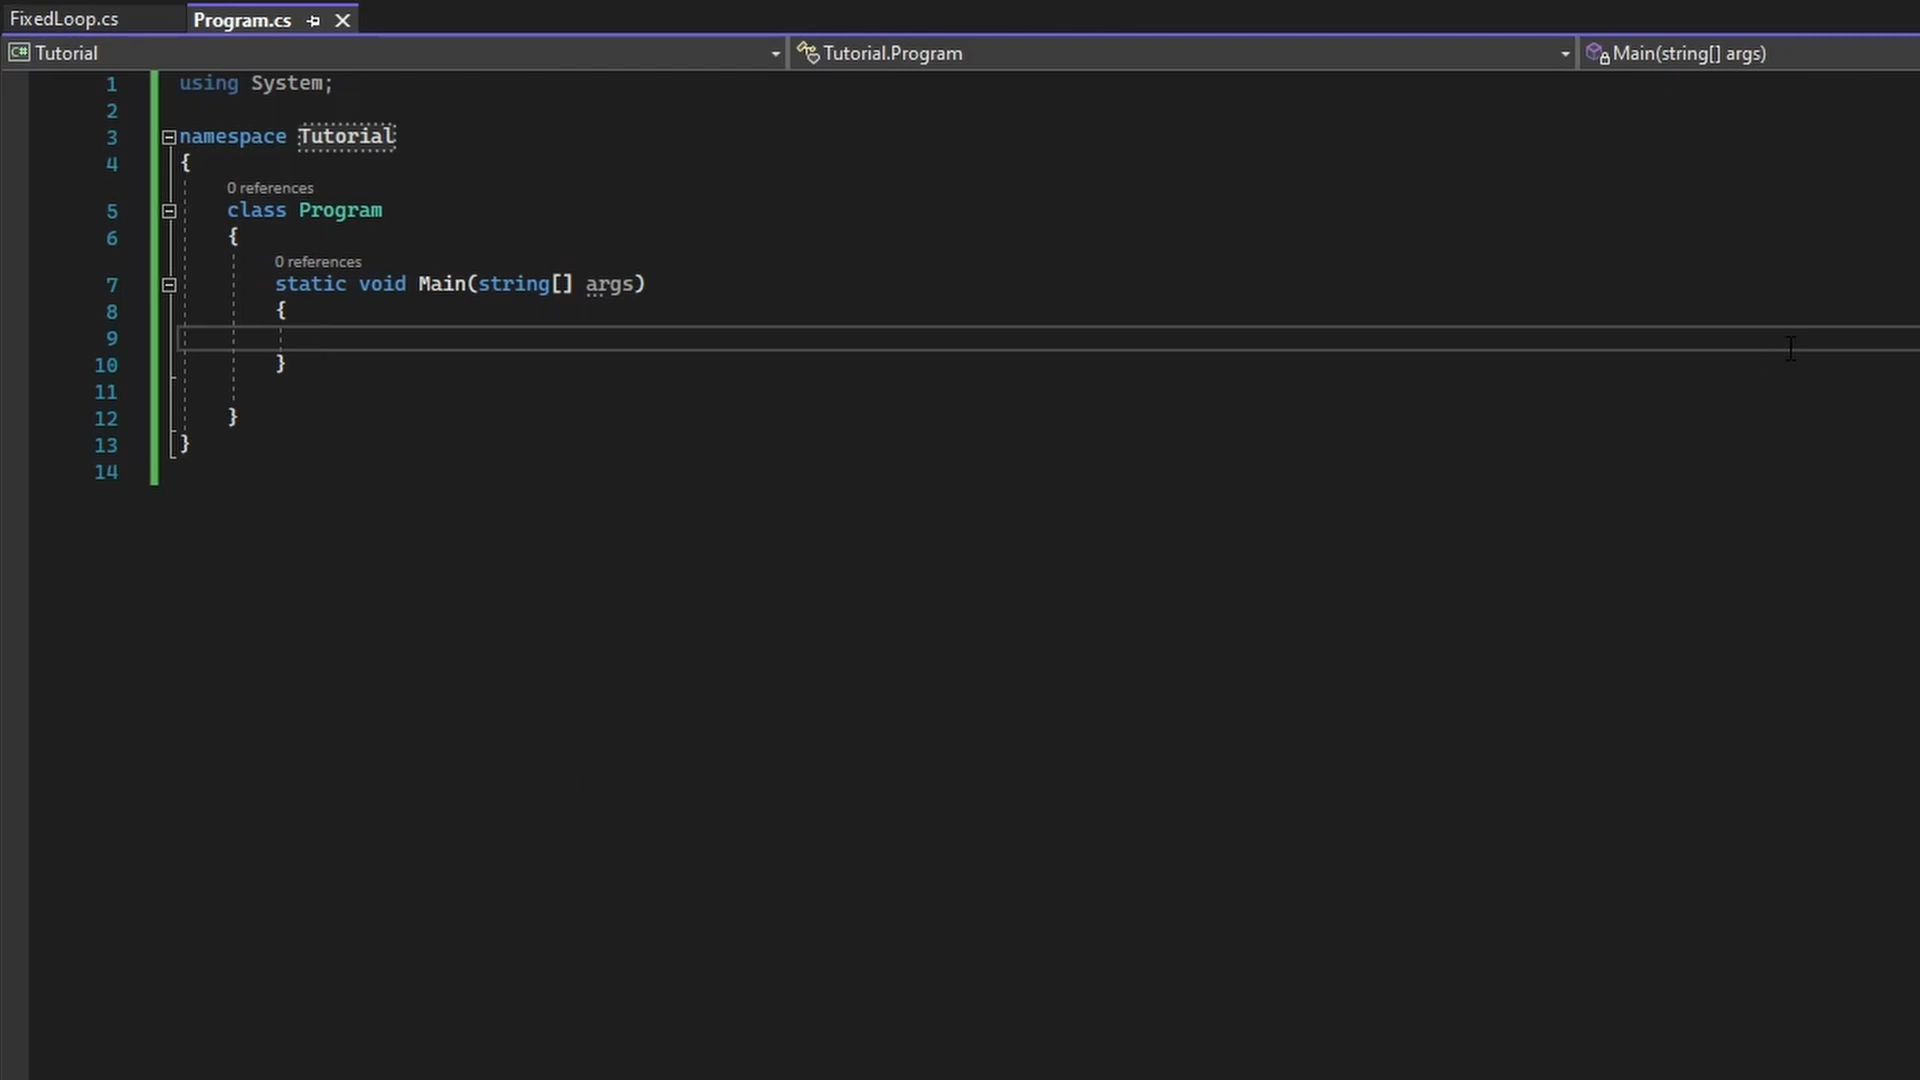 FixedLoop.cs Program.cs
C# Tutorial Tutorial.Program Main(string[] args)
1 using System;
2
3 namespace Tutorial
4 {
0 references
5 class Program
6 {
0 references
7 static void Main(string[] args)
8 {
9
10 }
11
12 }
13 }
14